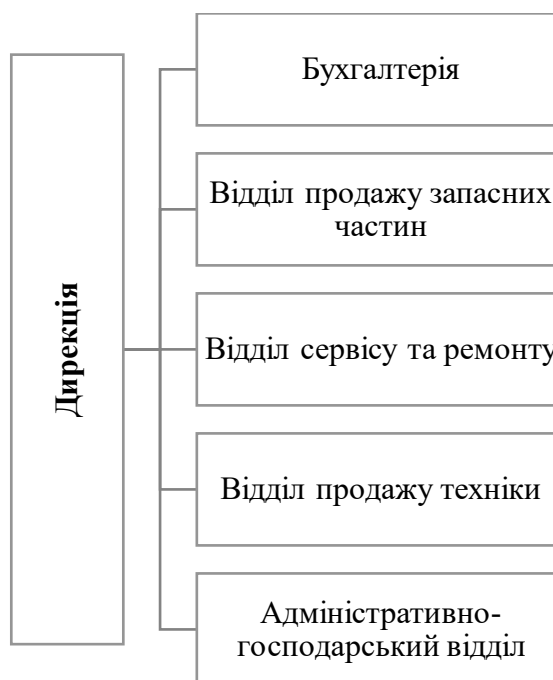 Дирекція
Бухгалтерія
Відділ продажу запасних
частин
Відділ сервісу та ремонту
Відділ продажу техніки
Адміністративно-
господарський відділ